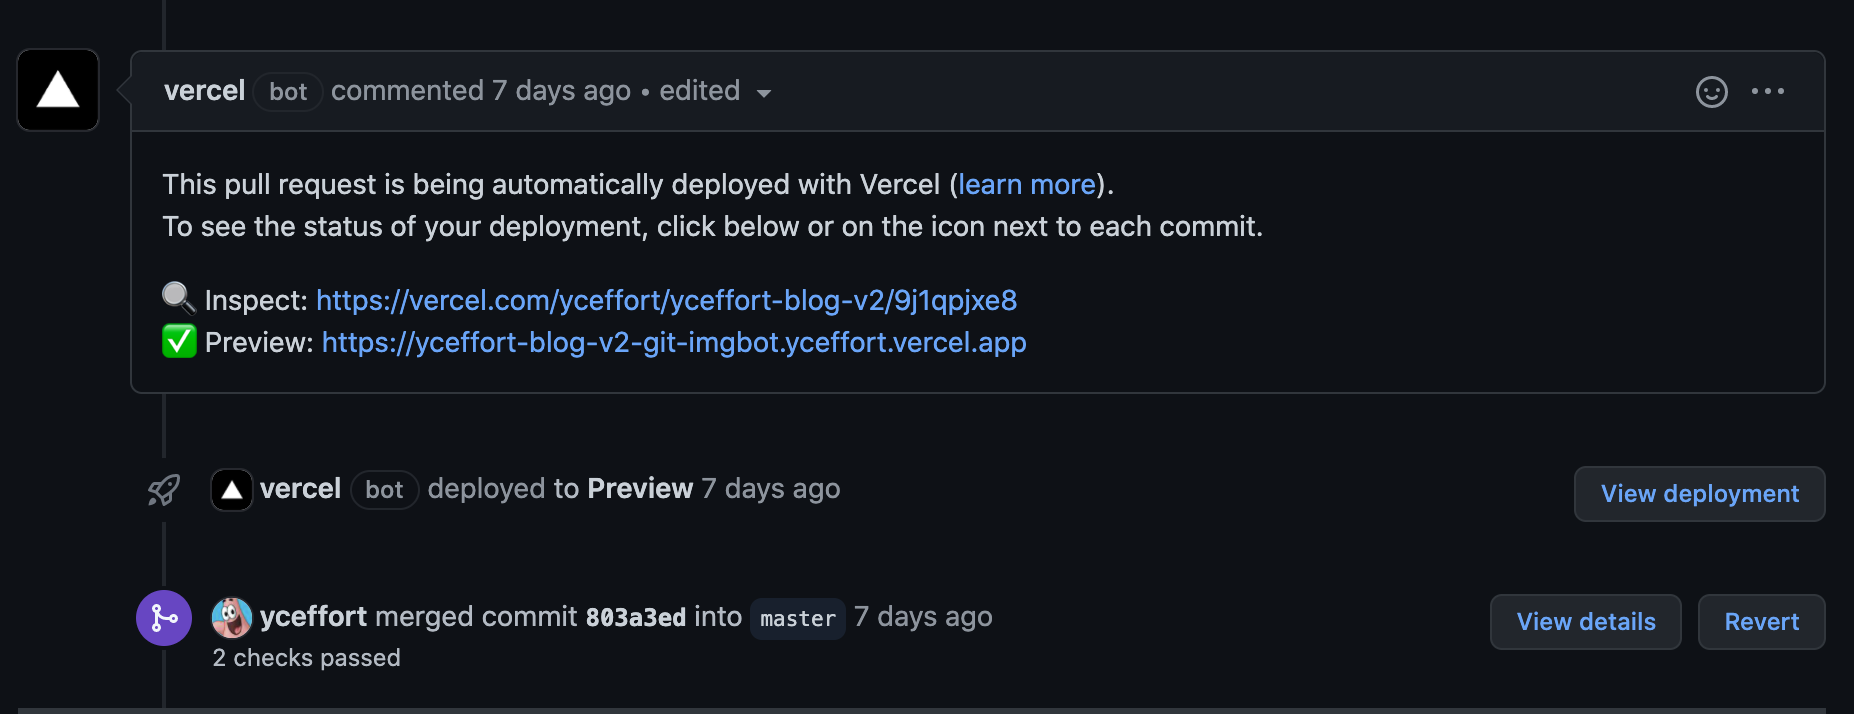 vercel bot commented 7 days ago • edited
This pull request is being automatically deployed with Vercel (learn more).
To see the status of your deployment, click below or on the icon next to each commit.
🔍 Inspect: https://vercel.com/yceffort/yceffort-blog-v2/9j1qpjxe8
✅ Preview: https://yceffort-blog-v2-git-imgbot.yceffort.vercel.app
vercel bot deployed to Preview 7 days ago
View deployment
yceffort merged commit 803a3ed into master 7 days ago
View details
Revert
2 checks passed